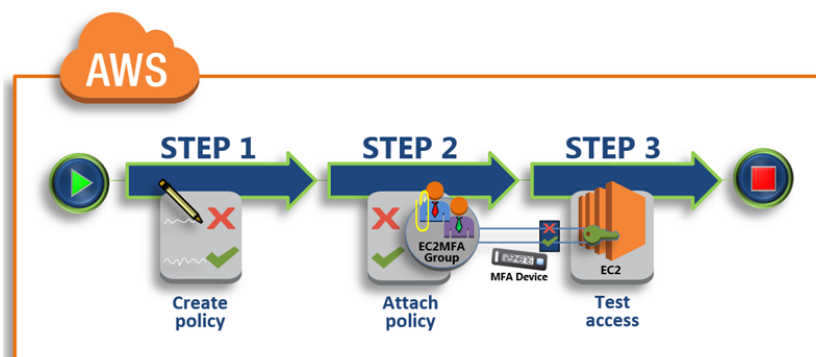 AWS
STEP 1
STEP 2
STEP 3
EC2MFA
Group
MFA Device
EC2
Create
policy
Attach
policy
Test
access